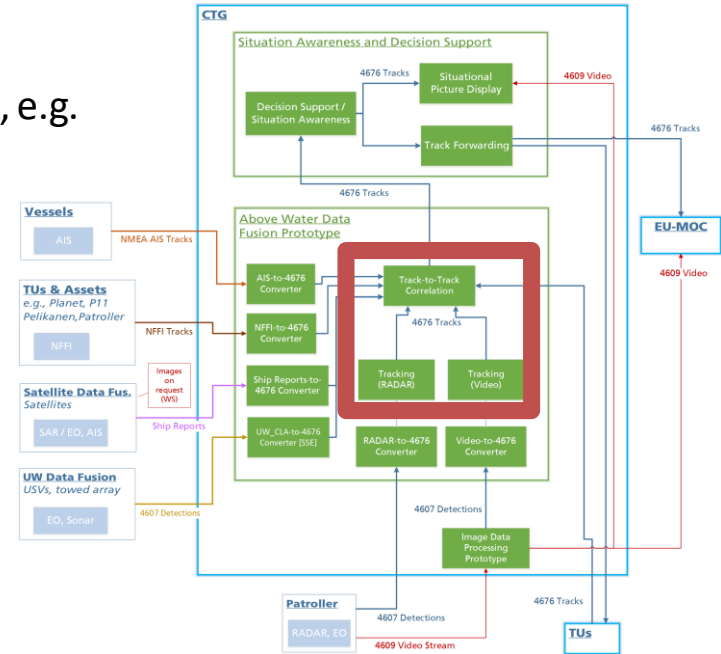 , e.g.
CTG
Situation Awareness and Decision Support
4676 Tracks
Situational
Picture Display
4609 Video
Decision Support /
Situation Awareness
Track Forwarding
4676 Tracks
4676 Tracks
Vessels
AIS
NMEA AIS Tracks
Above Water Data
Fusion Prototype
EU-MOC
4609 Video
AIS-to-4676
Converter
Track-to-Track
Correlation
TUs & Assets
e.g., Planet, P11
Pelikanen,Patroller
NFFI
NFFI Tracks
NFFI-to-4676
Converter
4676 Tracks
Images
on
request
(WS)
Satellite Data Fus.
Satellites
SAR / EO, AIS
Ship Reports
Ship Reports-to-
4676 Converter
Tracking
(RADAR)
Tracking
(Video)
UW_CLA-to-4676
Converter [SSE]
RADAR-to-4676
Converter
Video-to-4676
Converter
UW Data Fusion
USVs, towed array
EO, Sonar
4607 Detections
4607 Detections
Image Data
Processing
Prototype
Patroller
RADAR, EO
4607 Detections
4609 Video Stream
4676 Tracks
TUs